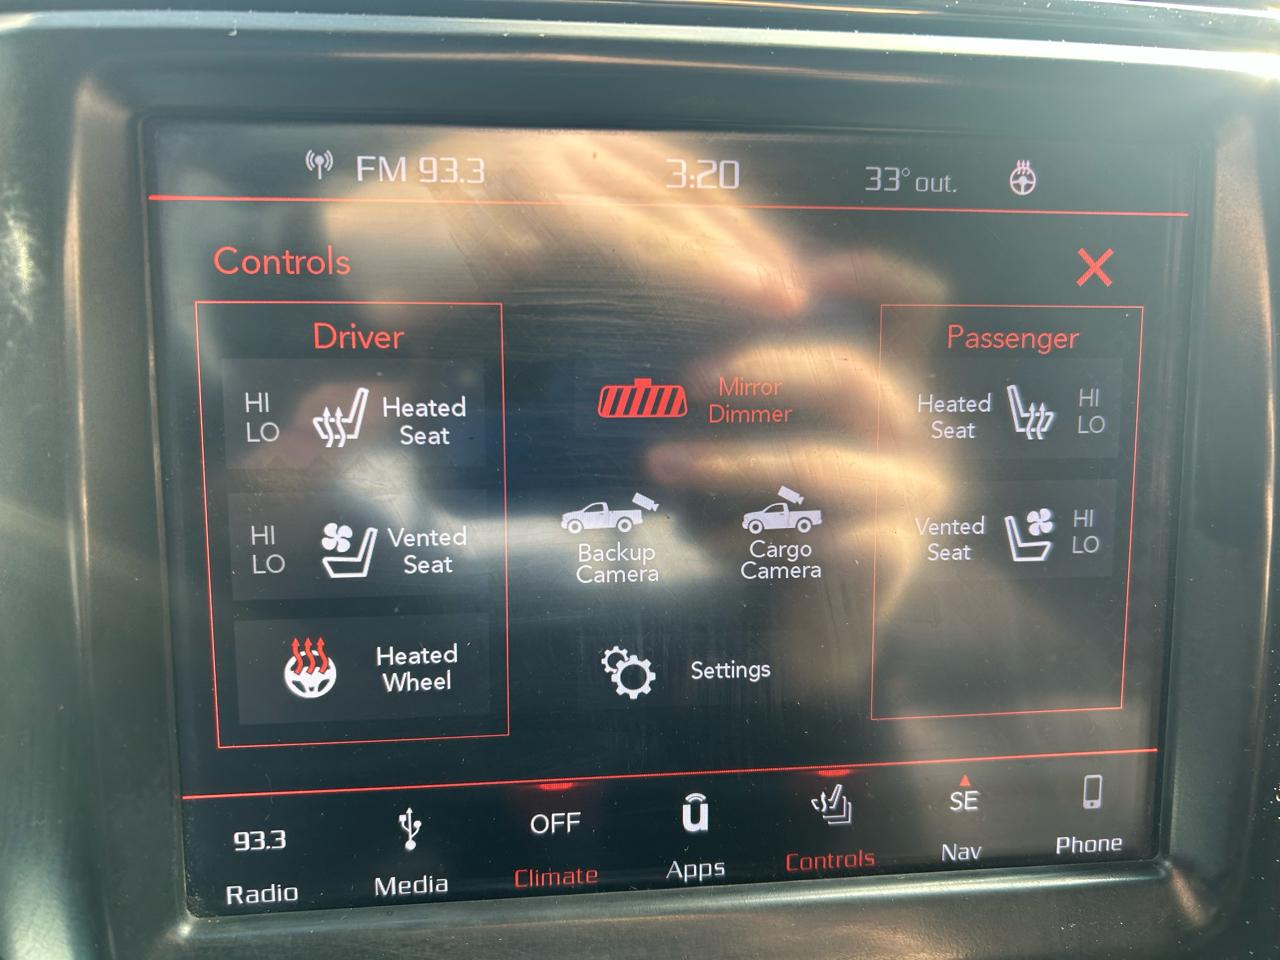 FM 93.3
3:20
33° out.
Controls
Driver
HI
LO
Heated
Seat
HI
LO
Vented
Seat
Heated
Wheel
Mirror
Dimmer
Backup
Camera
Cargo
Camera
Settings
Passenger
Heated
Seat
HI
LO
Vented
Seat
HI
LO
93.3
Radio
Media
OFF
Climate
u
Apps
Controls
SE
Nav
Phone